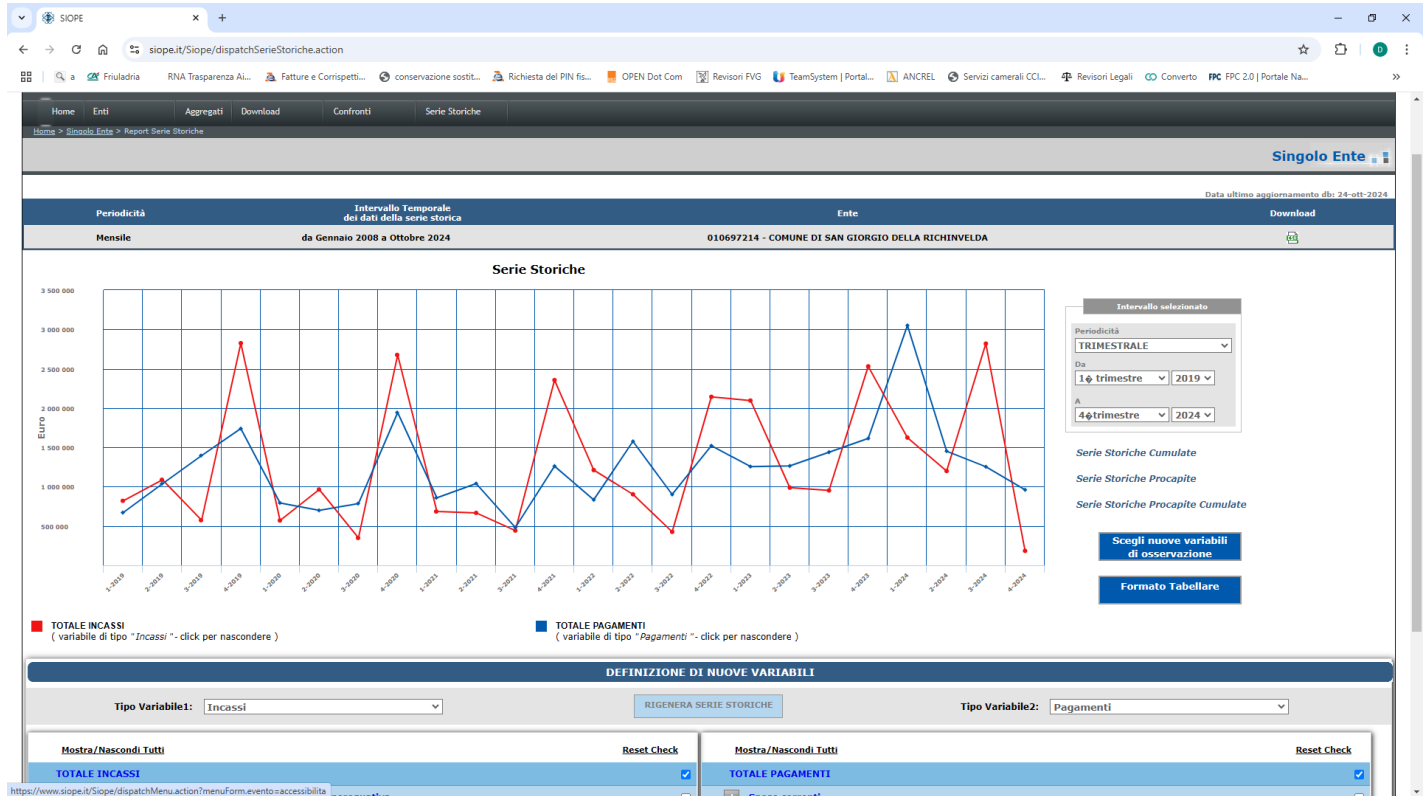 SIOPE
siope.it/Siope/dispatchSerieStoriche.action
a Friuladria RNA Trasparenza Ai... Fatture e Corrispetti... conservazione sostit... Richiesta del PIN fis... OPEN Dot Com Revisori FVG TeamSystem | Portal... ANCREL Servizi camerali CCI... Revisori Legali Converto FPC FPC 2.0 | Portale Na...
Home Enti Aggregati Download Confronti Serie Storiche
Home > Singolo Ente > Report Serie Storiche
Singolo Ente
Data ultimo aggiornamento db: 24-ott-2024
Periodicità Intervallo Temporale dei dati della serie storica Ente Download
Mensile da Gennaio 2008 a Ottobre 2024 010697214 - COMUNE DI SAN GIORGIO DELLA RICHINVELDA
Serie Storiche
3 500 000
3 000 000
2 500 000
2 000 000
1 500 000
1 000 000
500 000
Euro
1-2019 2-2019 3-2019 4-2019 1-2020 2-2020 3-2020 4-2020 1-2021 2-2021 3-2021 4-2021 1-2022 2-2022 3-2022 4-2022 1-2023 2-2023 3-2023 4-2023 1-2024 2-2024 3-2024 4-2024
Intervallo selezionato
Periodicità
TRIMESTRALE
Da
1� trimestre 2019
A
4�trimestre 2024
Serie Storiche Cumulate
Serie Storiche Procapite
Serie Storiche Procapite Cumulate
Scegli nuove variabili
di osservazione
Formato Tabellare
TOTALE INCASSI
( variabile di tipo "Incassi "- click per nascondere )
TOTALE PAGAMENTI
( variabile di tipo "Pagamenti "- click per nascondere )
DEFINIZIONE DI NUOVE VARIABILI
Tipo Variabile1: Incassi RIGENERA SERIE STORICHE Tipo Variabile2: Pagamenti
Mostra/Nascondi Tutti Reset Check Mostra/Nascondi Tutti Reset Check
TOTALE INCASSI TOTALE PAGAMENTI
https://www.siope.it/Siope/dispatchMenu.action?menuForm.evento=accessibilita Spese correnti